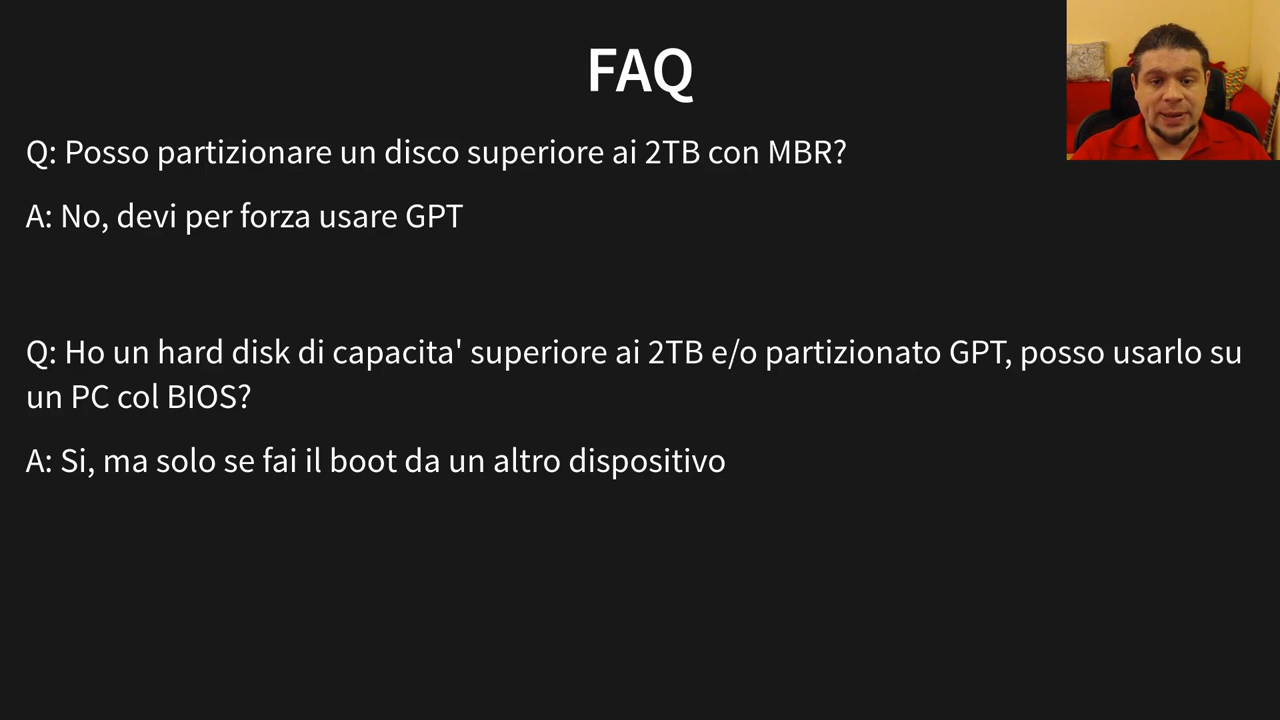 FAQ
Q: Posso partizionare un disco superiore ai 2TB con MBR?
A: No, devi per forza usare GPT
Q: Ho un hard disk di capacita' superiore ai 2TB e/o partizionato GPT, posso usarlo su
un PC col BIOS?
A: Si, ma solo se fai il boot da un altro dispositivo